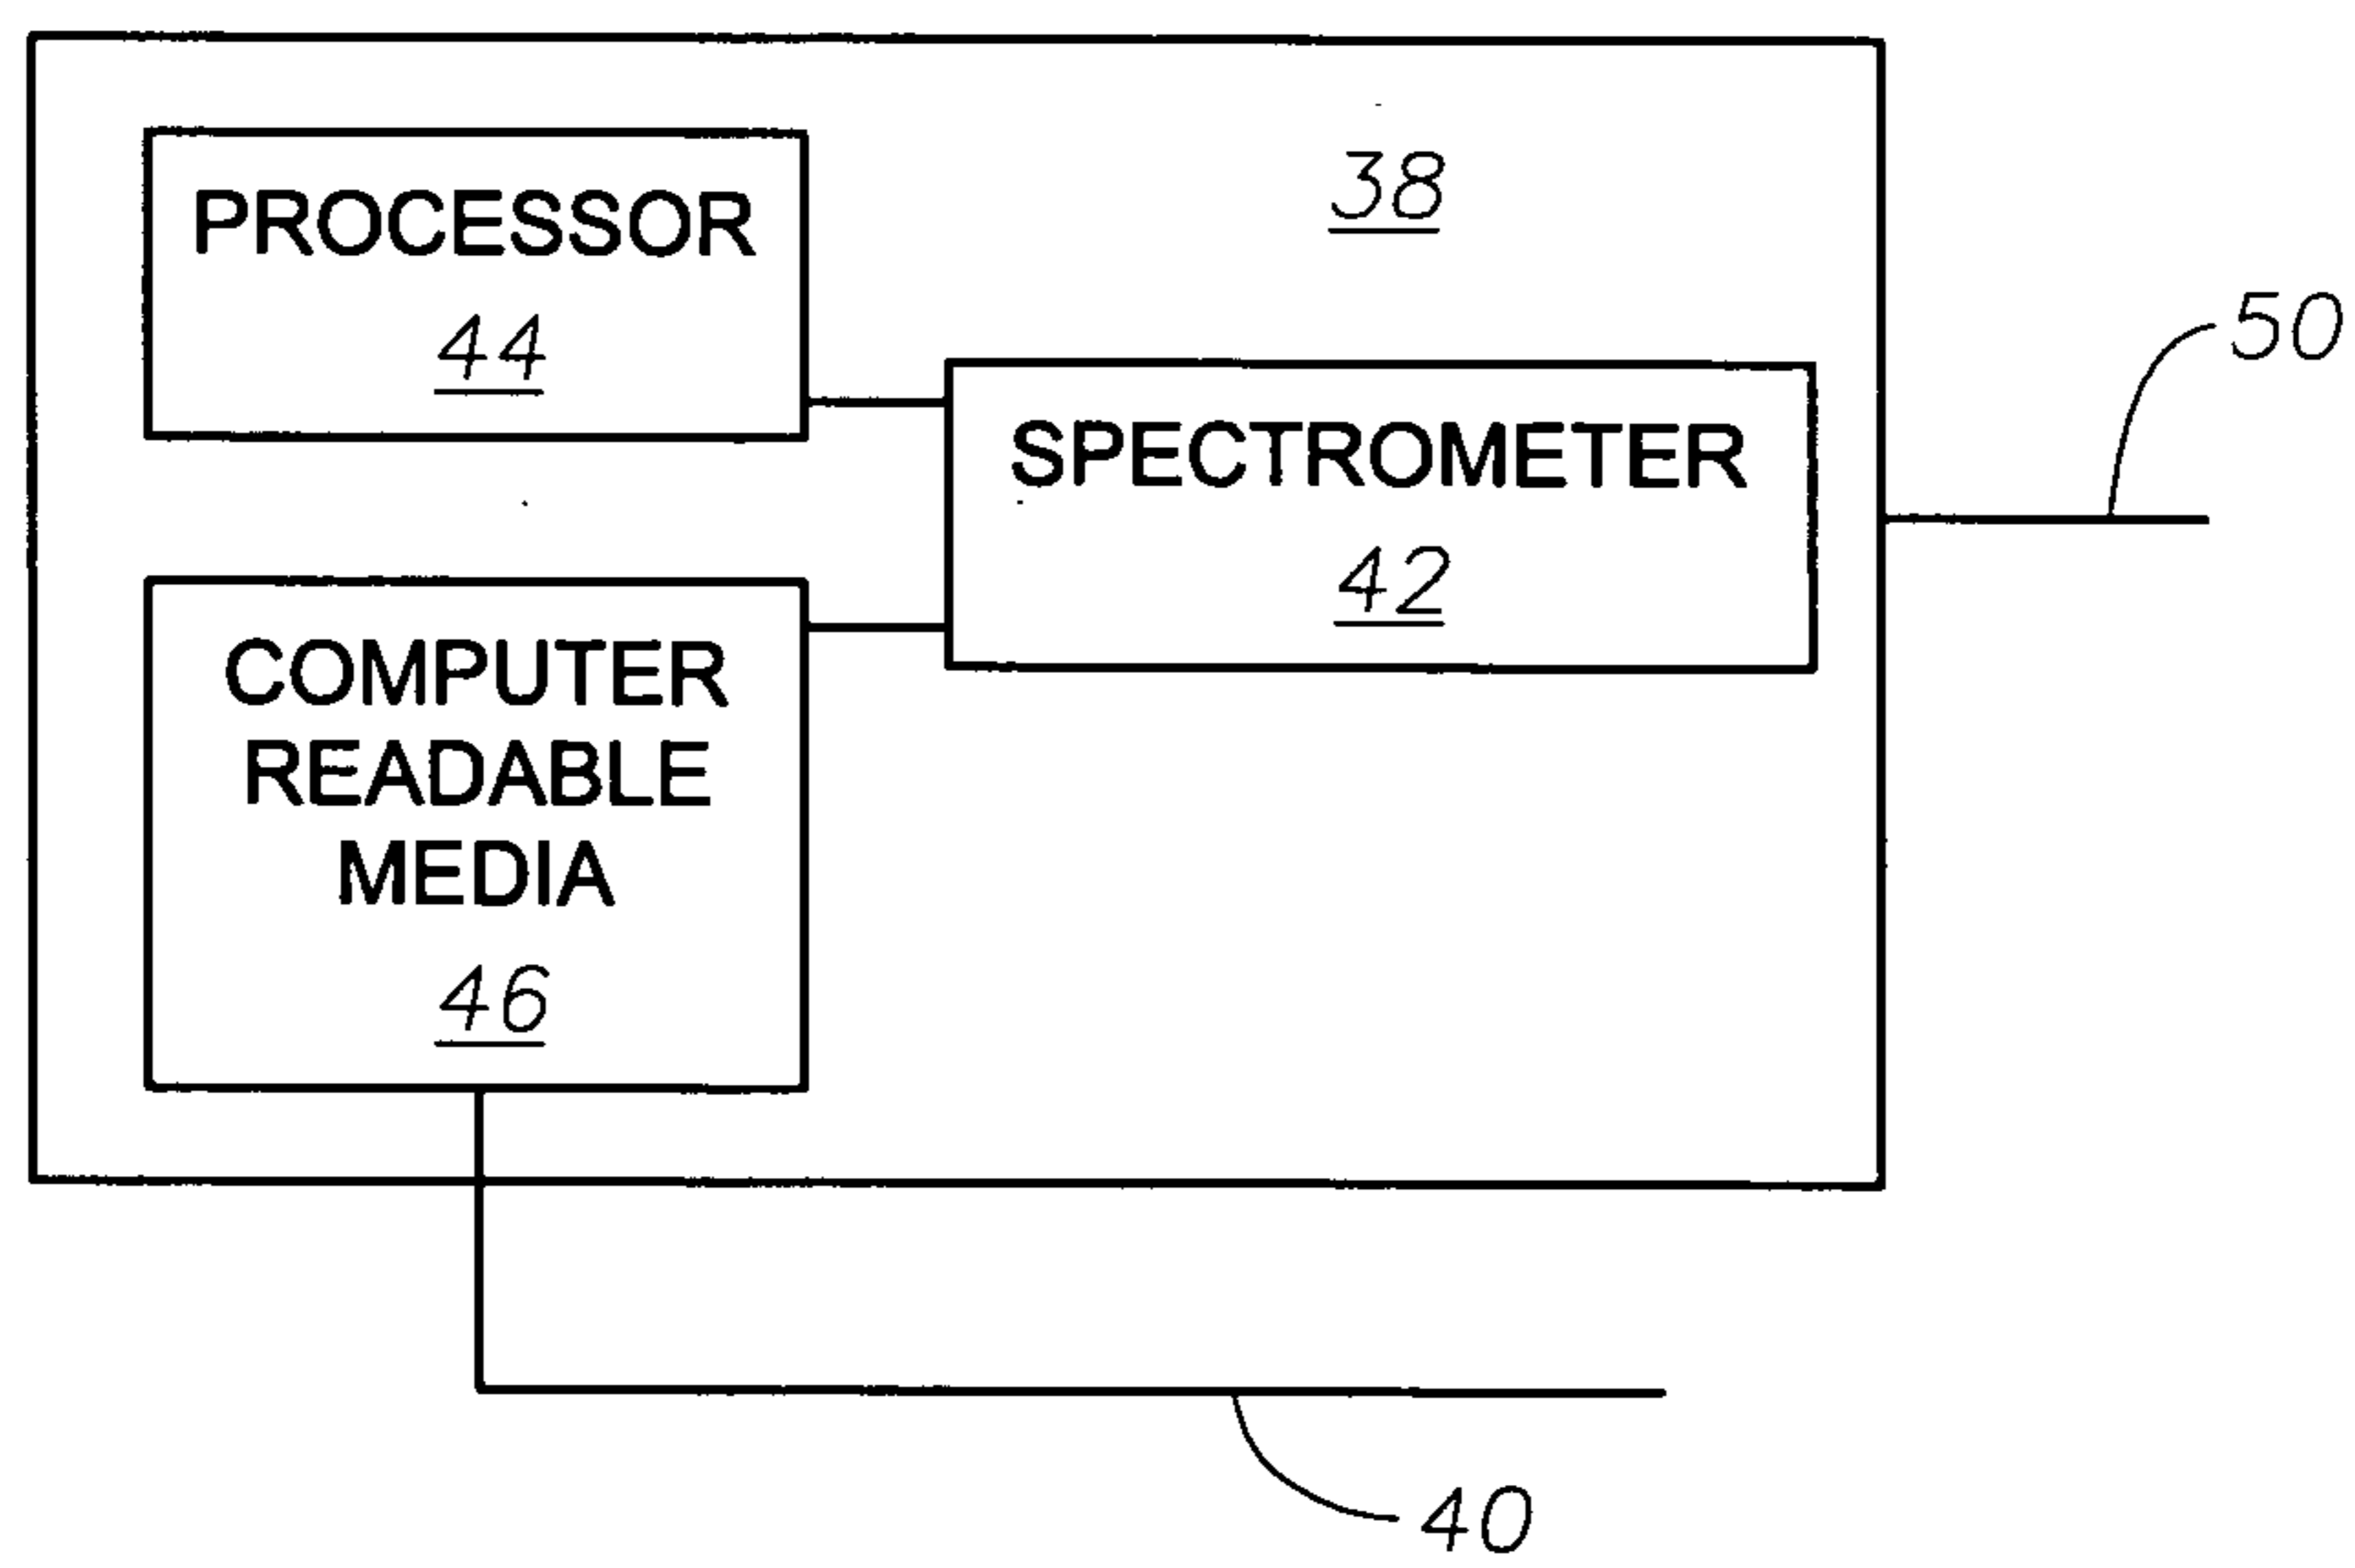 PROCESSOR
44
38
50
SPECTROMETER
42
COMPUTER
READABLE
MEDIA
46
40